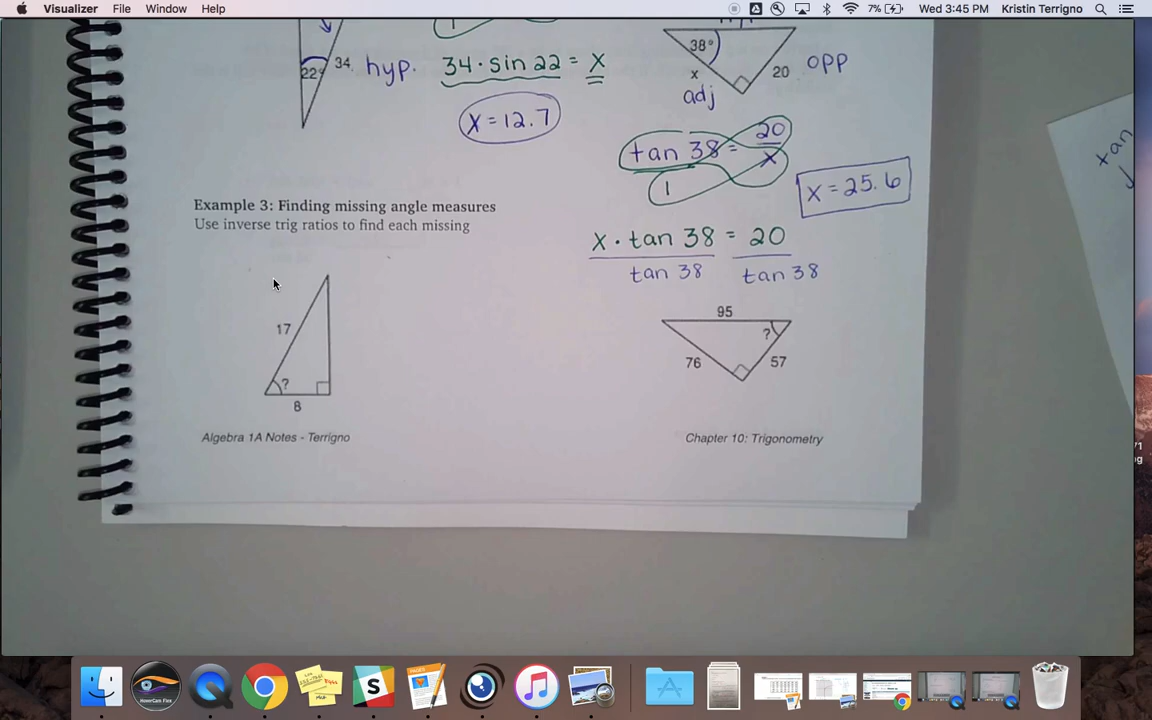 Visualizer File Window Help
7% Wed 3:45 PM Kristin Terrigno
22°
34
hyp.
34 · sin 22 = x
x = 12.7
38°
x
20
opp
adj
tan 38 = 20
x
1
x = 25.6
x · tan 38 = 20
tan 38 tan 38
tan
Example 3: Finding missing angle measures
Use inverse trig ratios to find each missing
17
?
8
95
?
76
57
Algebra 1A Notes - Terrigno
Chapter 10: Trigonometry